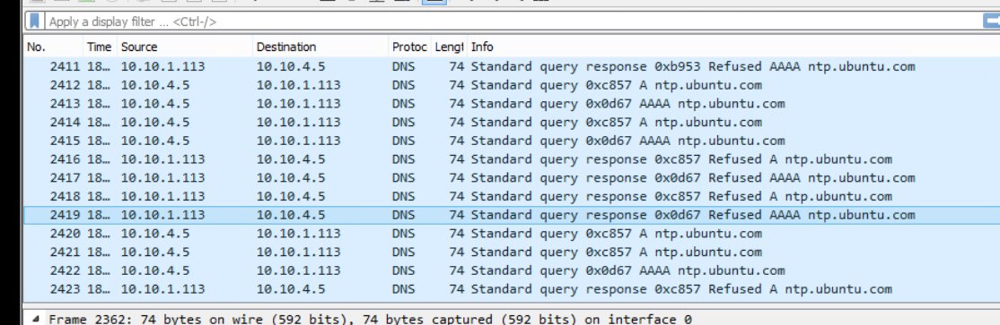 Apply a display filter ... <Ctrl-/>
No. Time Source Destination Protoc Lengt Info
2411 18… 10.10.1.113 10.10.4.5 DNS 74 Standard query response 0xb953 Refused AAAA ntp.ubuntu.com
2412 18… 10.10.4.5 10.10.1.113 DNS 74 Standard query 0xc857 A ntp.ubuntu.com
2413 18… 10.10.4.5 10.10.1.113 DNS 74 Standard query 0x0d67 AAAA ntp.ubuntu.com
2414 18… 10.10.4.5 10.10.1.113 DNS 74 Standard query 0xc857 A ntp.ubuntu.com
2415 18… 10.10.4.5 10.10.1.113 DNS 74 Standard query 0x0d67 AAAA ntp.ubuntu.com
2416 18… 10.10.1.113 10.10.4.5 DNS 74 Standard query response 0xc857 Refused A ntp.ubuntu.com
2417 18… 10.10.1.113 10.10.4.5 DNS 74 Standard query response 0x0d67 Refused AAAA ntp.ubuntu.com
2418 18… 10.10.1.113 10.10.4.5 DNS 74 Standard query response 0xc857 Refused A ntp.ubuntu.com
2419 18… 10.10.1.113 10.10.4.5 DNS 74 Standard query response 0x0d67 Refused AAAA ntp.ubuntu.com
2420 18… 10.10.4.5 10.10.1.113 DNS 74 Standard query 0xc857 A ntp.ubuntu.com
2421 18… 10.10.4.5 10.10.1.113 DNS 74 Standard query 0xc857 A ntp.ubuntu.com
2422 18… 10.10.4.5 10.10.1.113 DNS 74 Standard query 0x0d67 AAAA ntp.ubuntu.com
2423 18… 10.10.1.113 10.10.4.5 DNS 74 Standard query response 0xc857 Refused A ntp.ubuntu.com
Frame 2362: 74 bytes on wire (592 bits), 74 bytes captured (592 bits) on interface 0